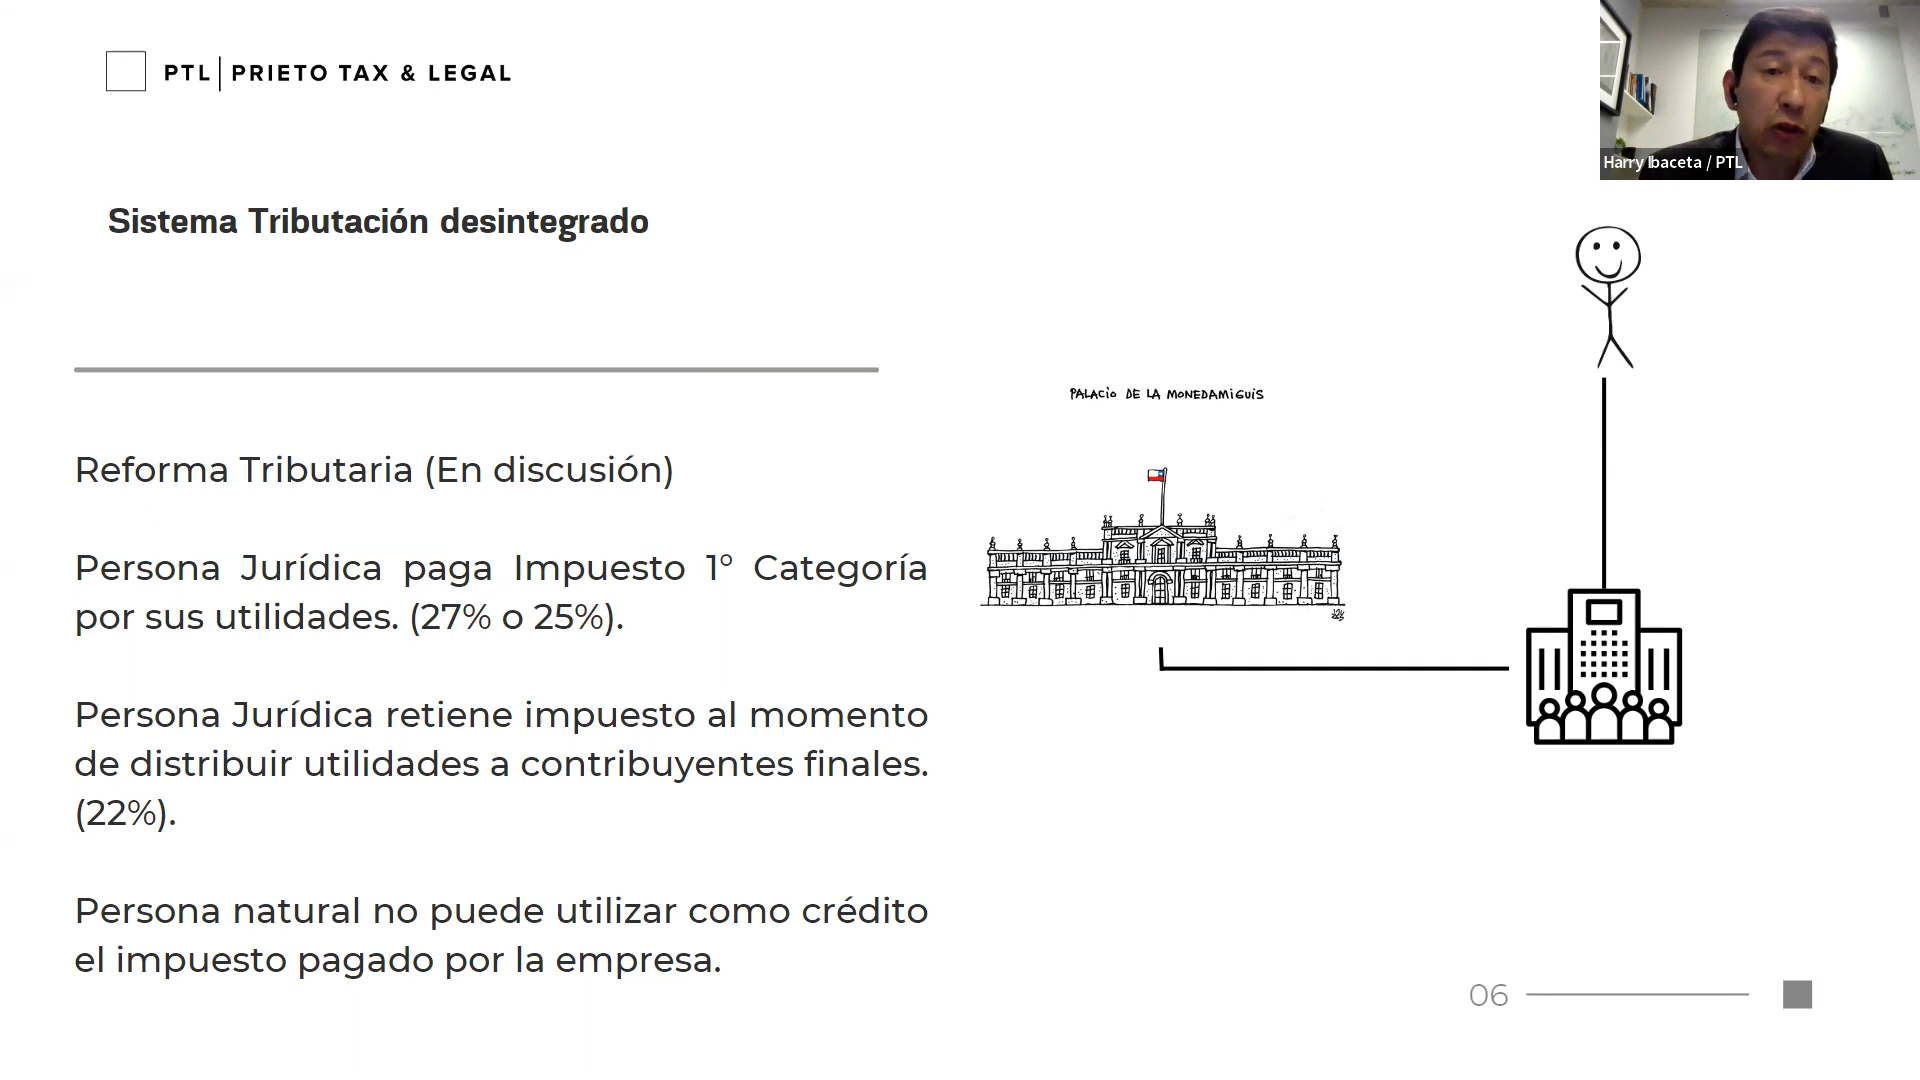 PTL | PRIETO TAX & LEGAL
Harry Ibaceta / PTL
Sistema Tributación desintegrado
PALACIO DE LA MONEDAMIGUIS
Reforma Tributaria (En discusión)
Persona Jurídica paga Impuesto 1° Categoría
por sus utilidades. (27% o 25%).
Persona Jurídica retiene impuesto al momento
de distribuir utilidades a contribuyentes finales.
(22%).
Persona natural no puede utilizar como crédito
el impuesto pagado por la empresa.
06